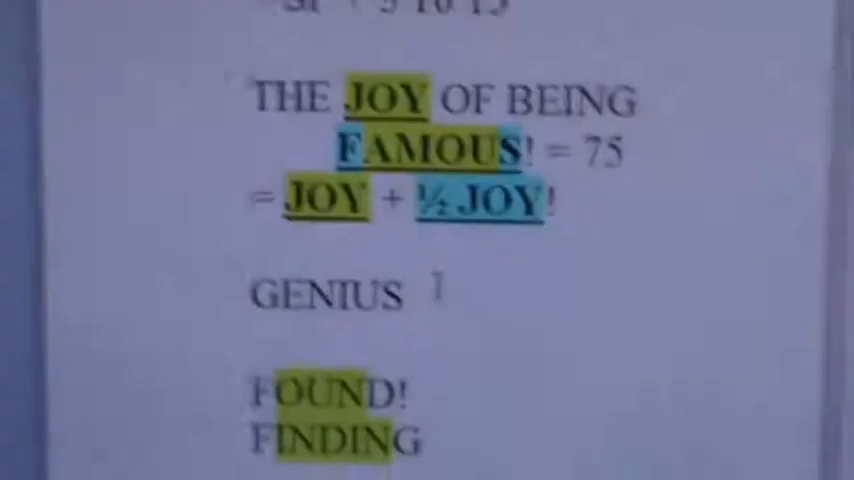 THE JOY OF BEING
FAMOUS! = 75
= JOY + ½ JOY!
GENIUS
FOUND!
FINDING